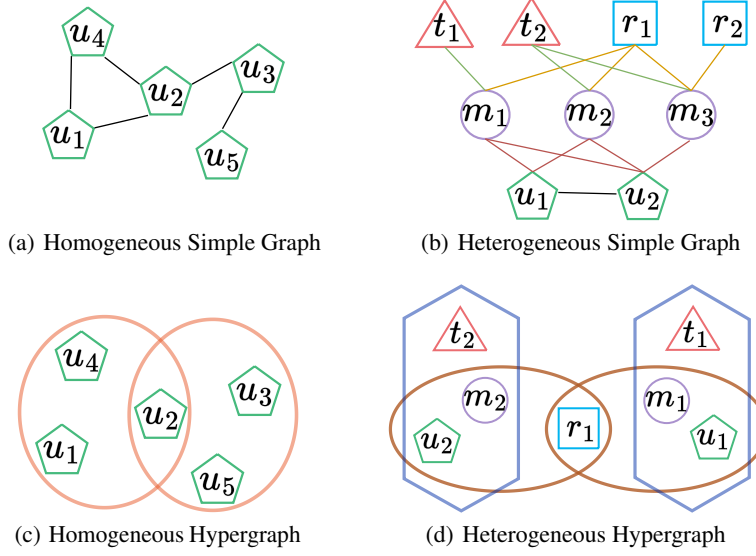 u₄
u₂
u₃
u₁
u₅
(a) Homogeneous Simple Graph
t₁ t₂ r₁ r₂
m₁ m₂ m₃
u₁ u₂
(b) Heterogeneous Simple Graph
u₄
u₂
u₃
u₁
u₅
(c) Homogeneous Hypergraph
t₂ t₁
m₂ m₁
r₁
u₂ u₁
(d) Heterogeneous Hypergraph